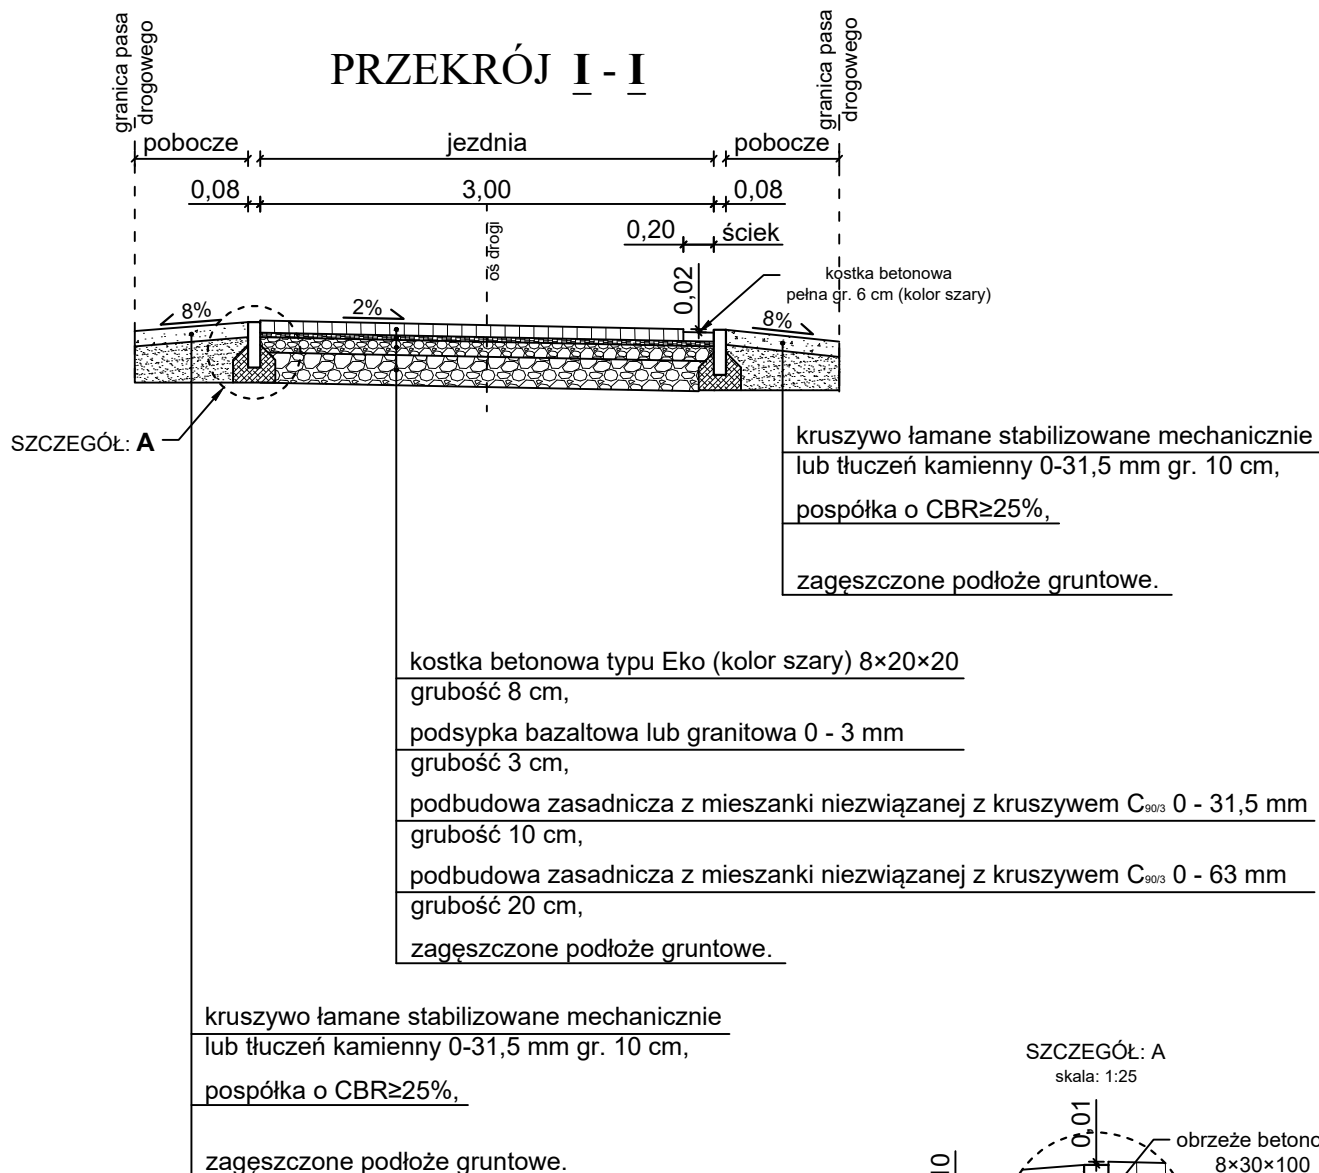 granica pasa
drogowego
PRZEKRÓJ I - I
granica pasa
drogowego
pobocze
jezdnia
pobocze
0,08
3,00
0,08
0,20
ściek
oś drogi
0,02
kostka betonowa
pełna gr. 6 cm (kolor szary)
8%
2%
8%
SZCZEGÓŁ: A
kruszywo łamane stabilizowane mechanicznie
lub tłuczeń kamienny 0-31,5 mm gr. 10 cm,
pospółka o CBR≥25%,
zagęszczone podłoże gruntowe.
kostka betonowa typu Eko (kolor szary) 8×20×20
grubość 8 cm,
podsypka bazaltowa lub granitowa 0 - 3 mm
grubość 3 cm,
podbudowa zasadnicza z mieszanki niezwiązanej z kruszywem C90/3 0 - 31,5 mm
grubość 10 cm,
podbudowa zasadnicza z mieszanki niezwiązanej z kruszywem C90/3 0 - 63 mm
grubość 20 cm,
zagęszczone podłoże gruntowe.
kruszywo łamane stabilizowane mechanicznie
lub tłuczeń kamienny 0-31,5 mm gr. 10 cm,
pospółka o CBR≥25%,
zagęszczone podłoże gruntowe.
SZCZEGÓŁ: A
skala: 1:25
0,01
obrzeże betono
8×30×100